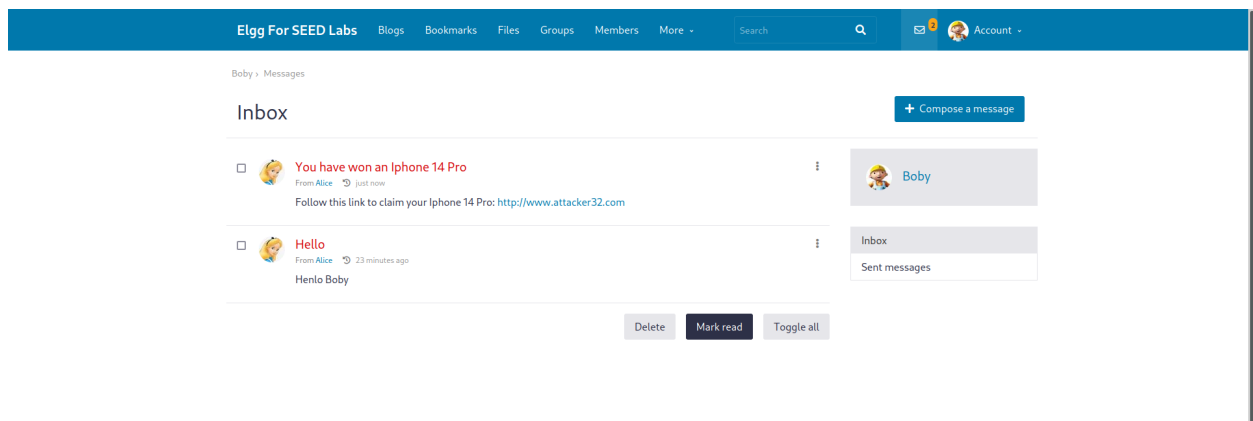 Elgg For SEED Labs Blogs Bookmarks Files Groups Members More Search 2 Account
Boby › Messages
Inbox
+ Compose a message
You have won an Iphone 14 Pro
From Alice just now
Follow this link to claim your Iphone 14 Pro: http://www.attacker32.com
Boby
Hello
From Alice 23 minutes ago
Henlo Boby
Inbox
Sent messages
Delete Mark read Toggle all